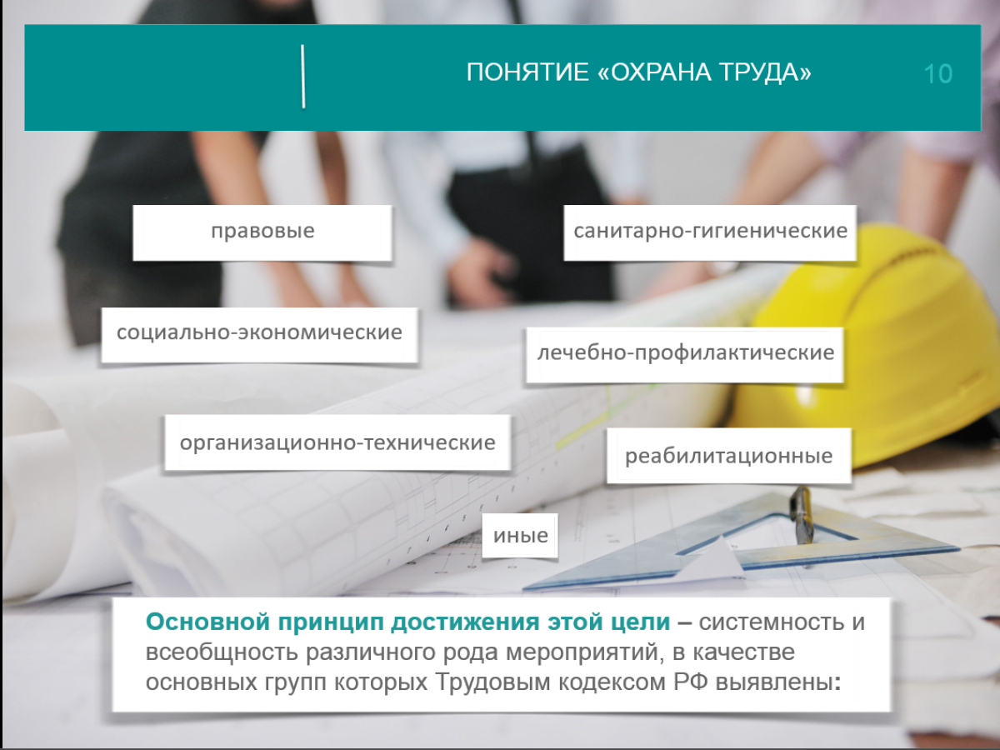 ПОНЯТИЕ «ОХРАНА ТРУДА»
10
правовые
санитарно-гигиенические
социально-экономические
лечебно-профилактические
организационно-технические
реабилитационные
иные
Основной принцип достижения этой цели – системность и
всеобщность различного рода мероприятий, в качестве
основных групп которых Трудовым кодексом РФ выявлены: